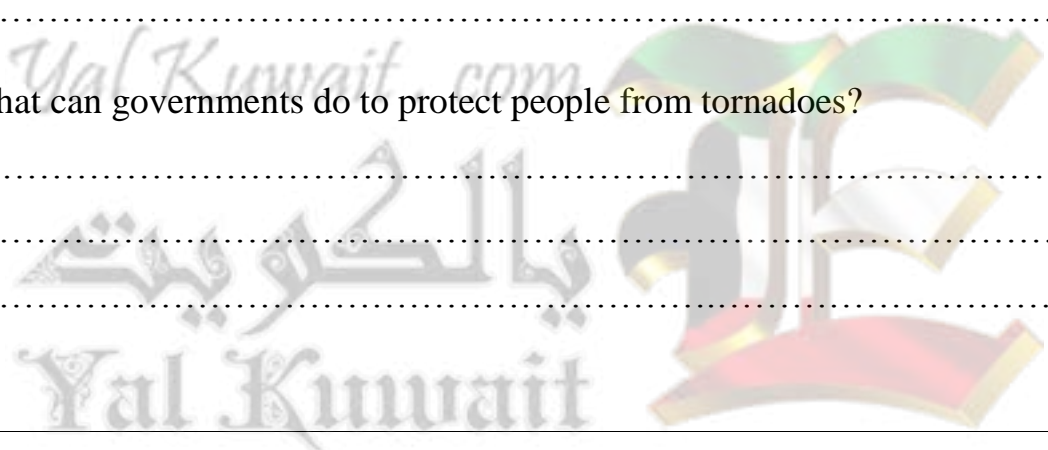 Yal Kuwait .com
hat can governments do to protect people from tornadoes?
يالكويت
Yal Kuwait